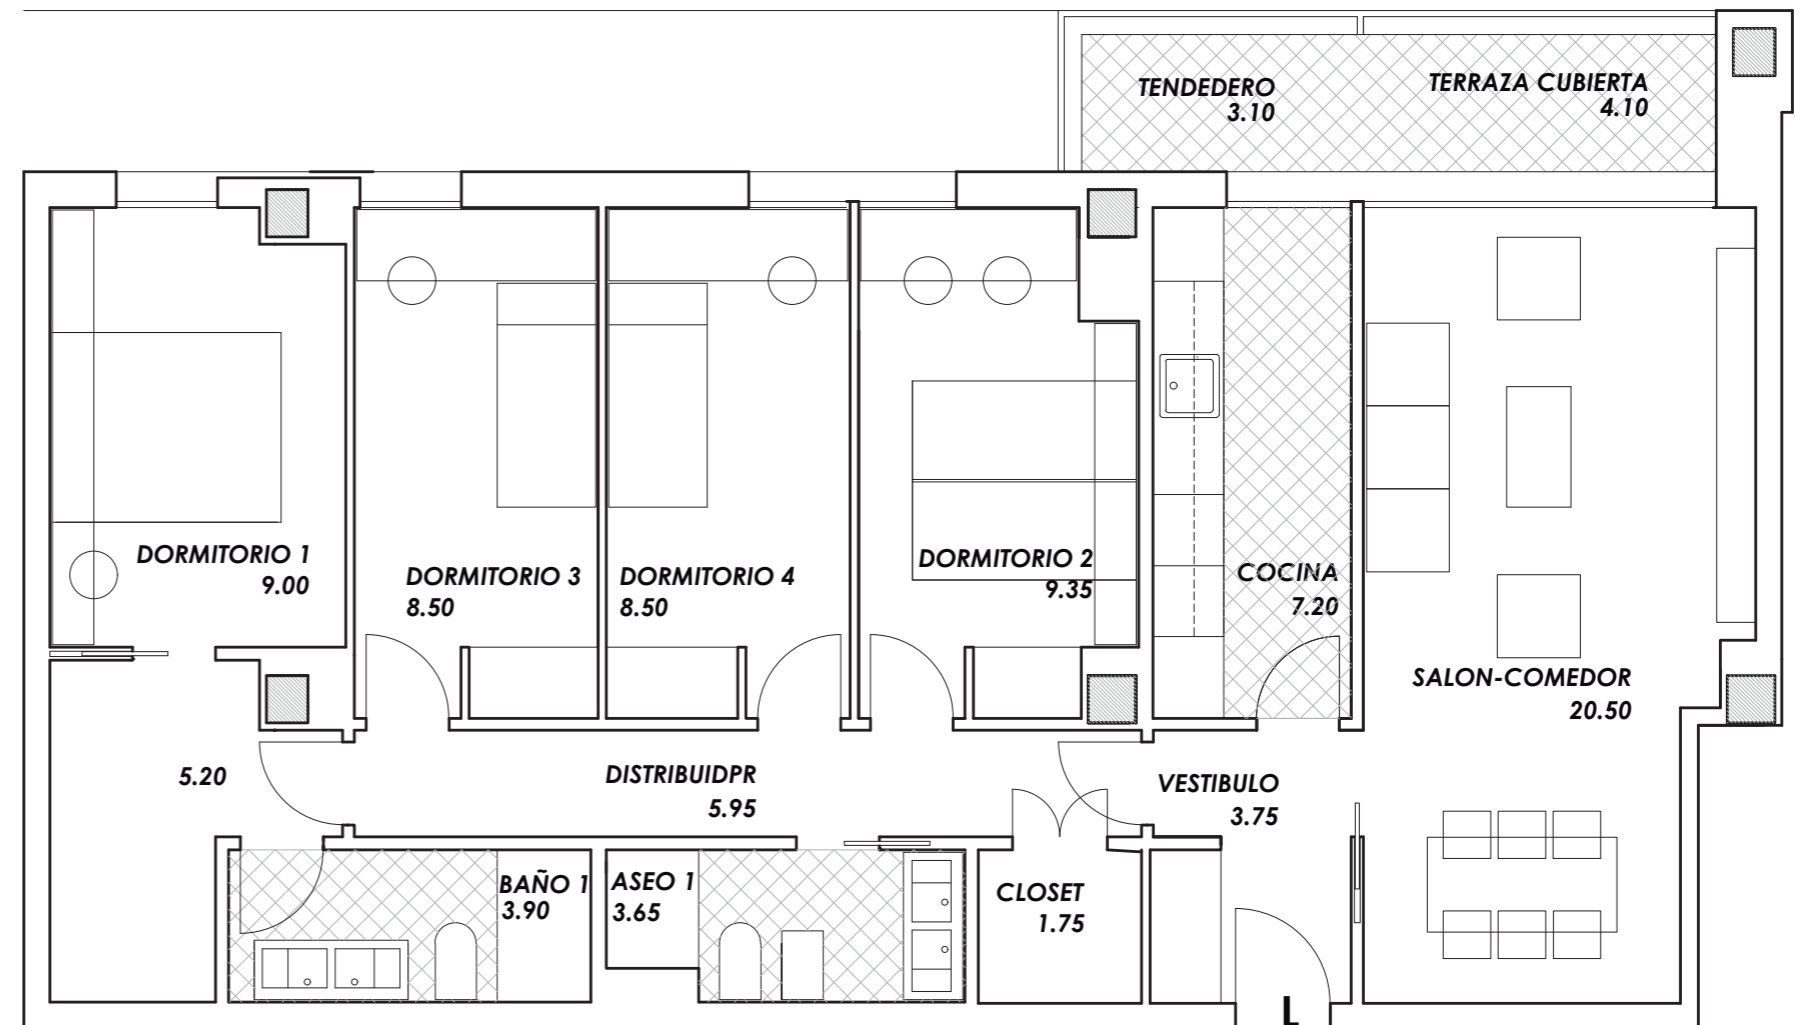 TENDEDERO
3.10
TERRAZA CUBIERTA
4.10
DORMITORIO 1
9.00
DORMITORIO 3
8.50
DORMITORIO 4
8.50
DORMITORIO 2
9.35
COCINA
7.20
SALON-COMEDOR
20.50
5.20
DISTRIBUIDPR
5.95
VESTIBULO
3.75
BAÑO 1
3.90
ASEO 1
3.65
CLOSET
1.75
L